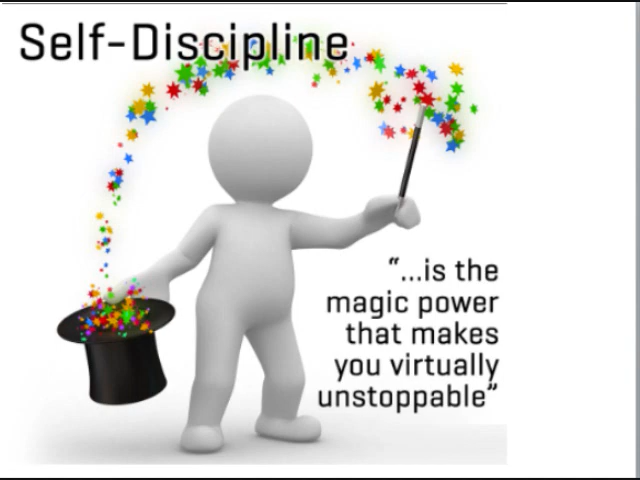 Self-Discipline
“...is the
magic power
that makes
you virtually
unstoppable”